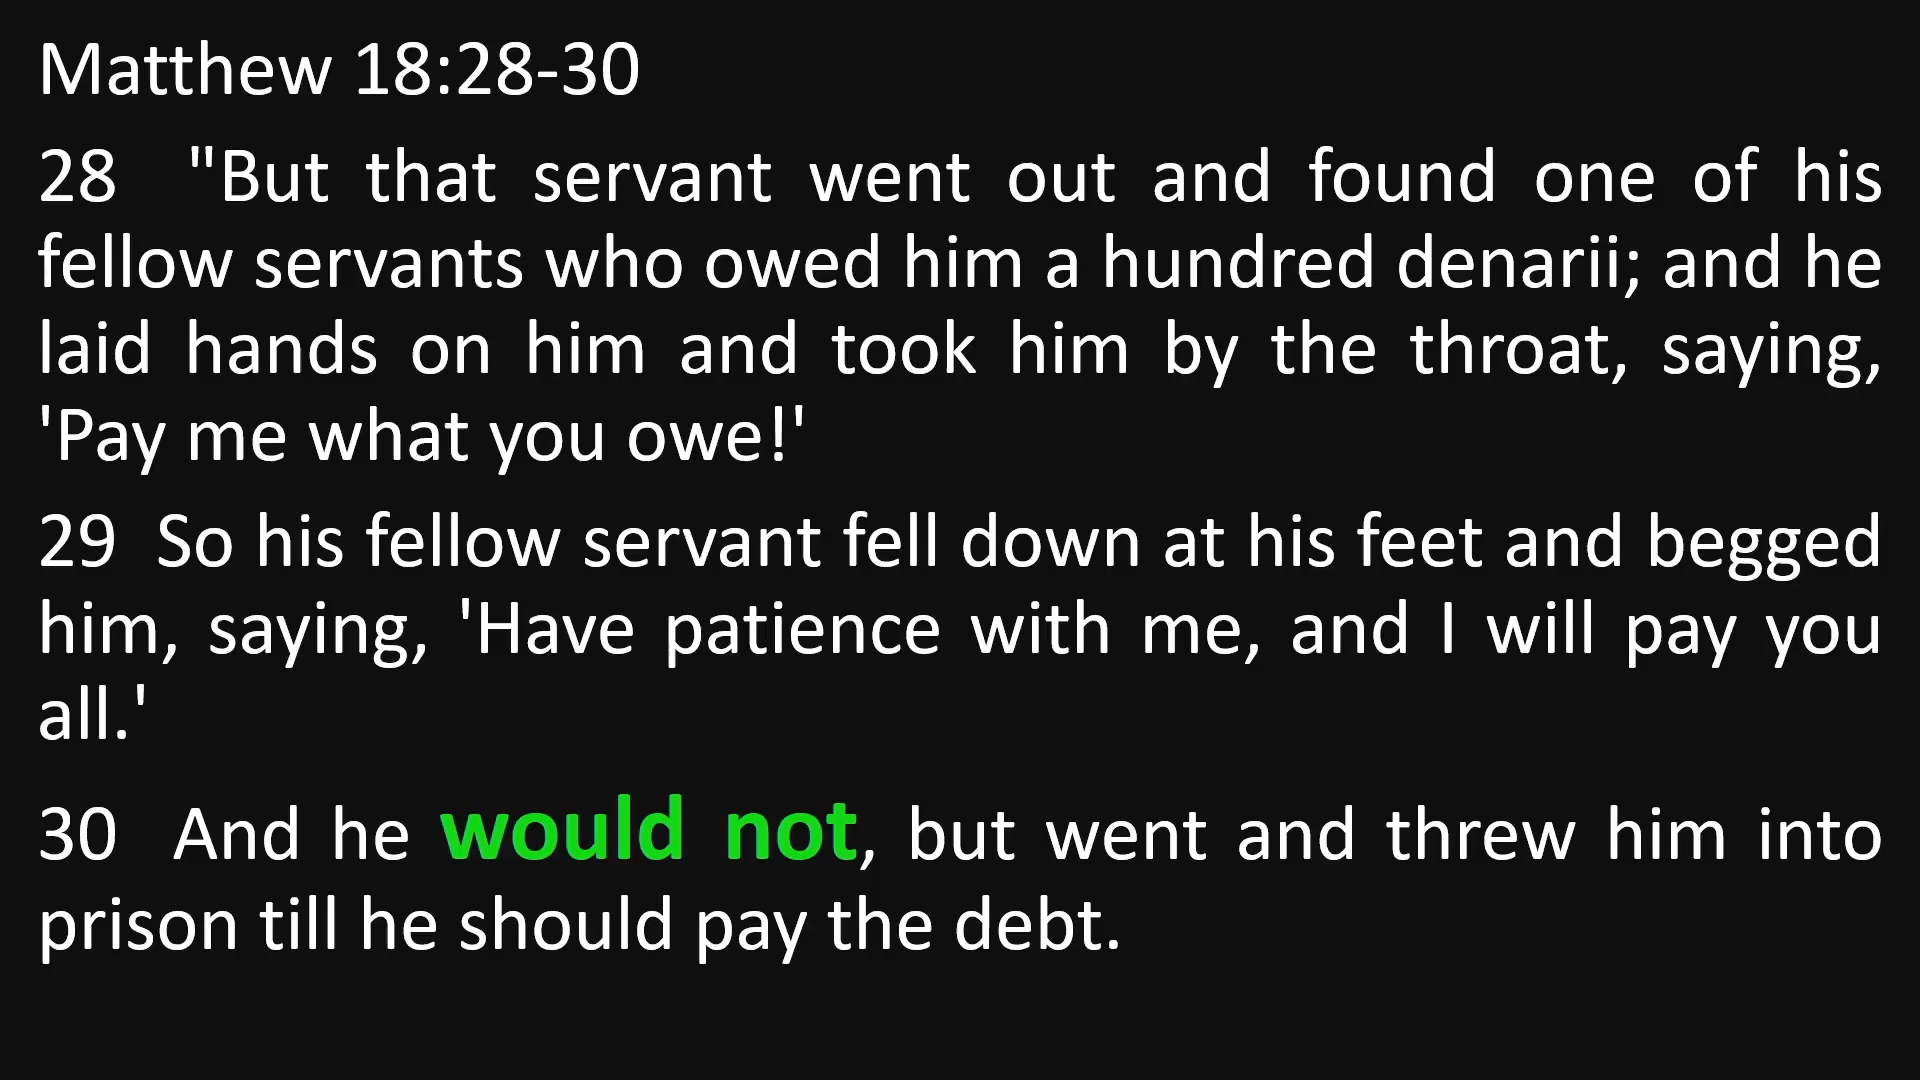 Matthew 18:28-30
28 "But that servant went out and found one of his
fellow servants who owed him a hundred denarii; and he
laid hands on him and took him by the throat, saying,
'Pay me what you owe!'
29 So his fellow servant fell down at his feet and begged
him, saying, 'Have patience with me, and I will pay you
all.'
30 And he would not, but went and threw him into
prison till he should pay the debt.